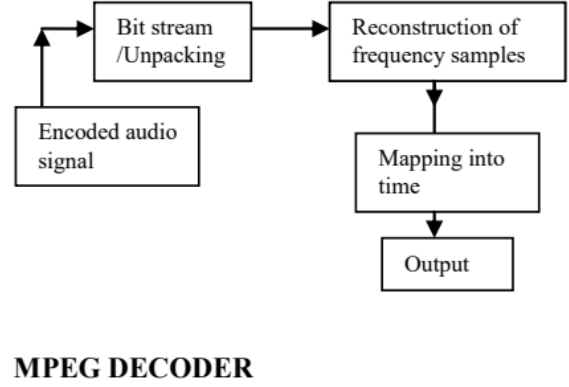 Bit stream
/Unpacking
Reconstruction of
frequency samples
Encoded audio
signal
Mapping into
time
Output
MPEG DECODER